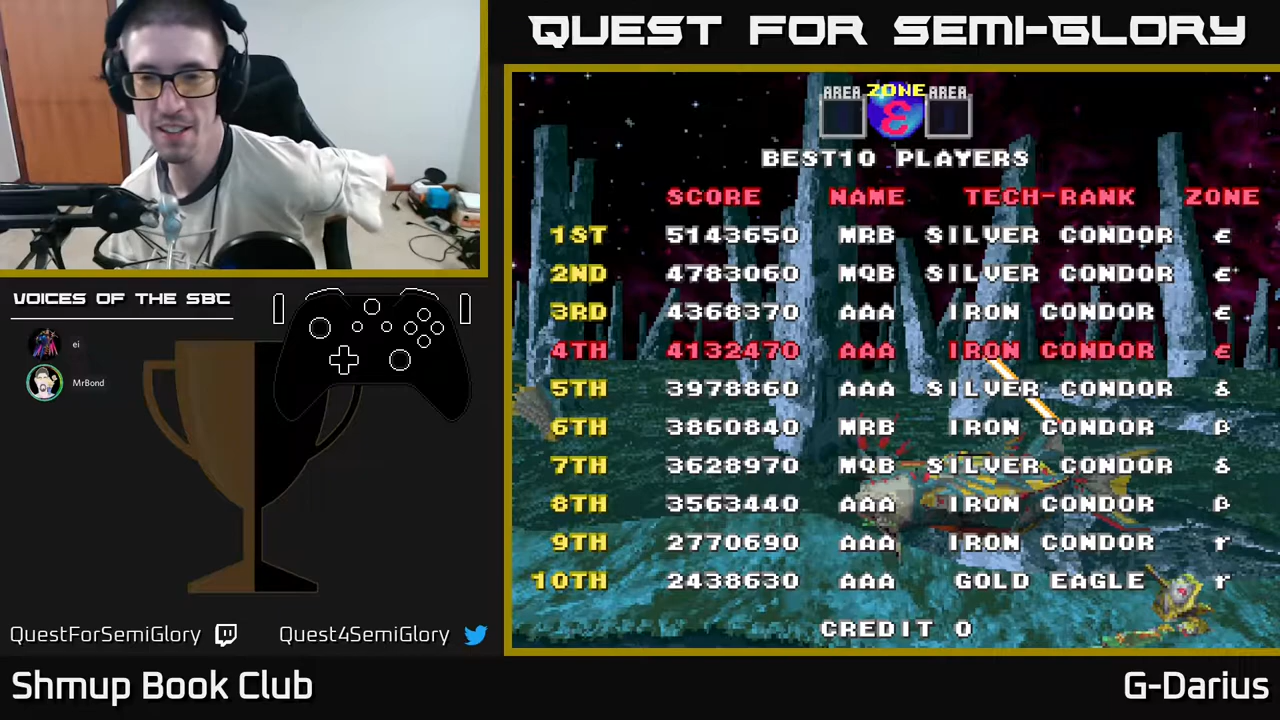 QUEST FOR SEMI-GLORY
AREA ZONE AREA
ε
BEST10 PLAYERS
SCORE NAME TECH-RANK ZONE
1ST 5143650 MRB SILVER CONDOR ε
2ND 4783060 MQB SILVER CONDOR ε
3RD 4368370 AAA IRON CONDOR ε
4TH 4132470 AAA IRON CONDOR ε
5TH 3978860 AAA SILVER CONDOR δ
6TH 3860840 MRB IRON CONDOR β
7TH 3628970 MQB SILVER CONDOR δ
8TH 3563440 AAA IRON CONDOR β
9TH 2770690 AAA IRON CONDOR γ
10TH 2438630 AAA GOLD EAGLE γ
CREDIT 0
VOICES OF THE SBC
ei
MrBond
QuestForSemiGlory Quest4SemiGlory
Shmup Book Club G-Darius